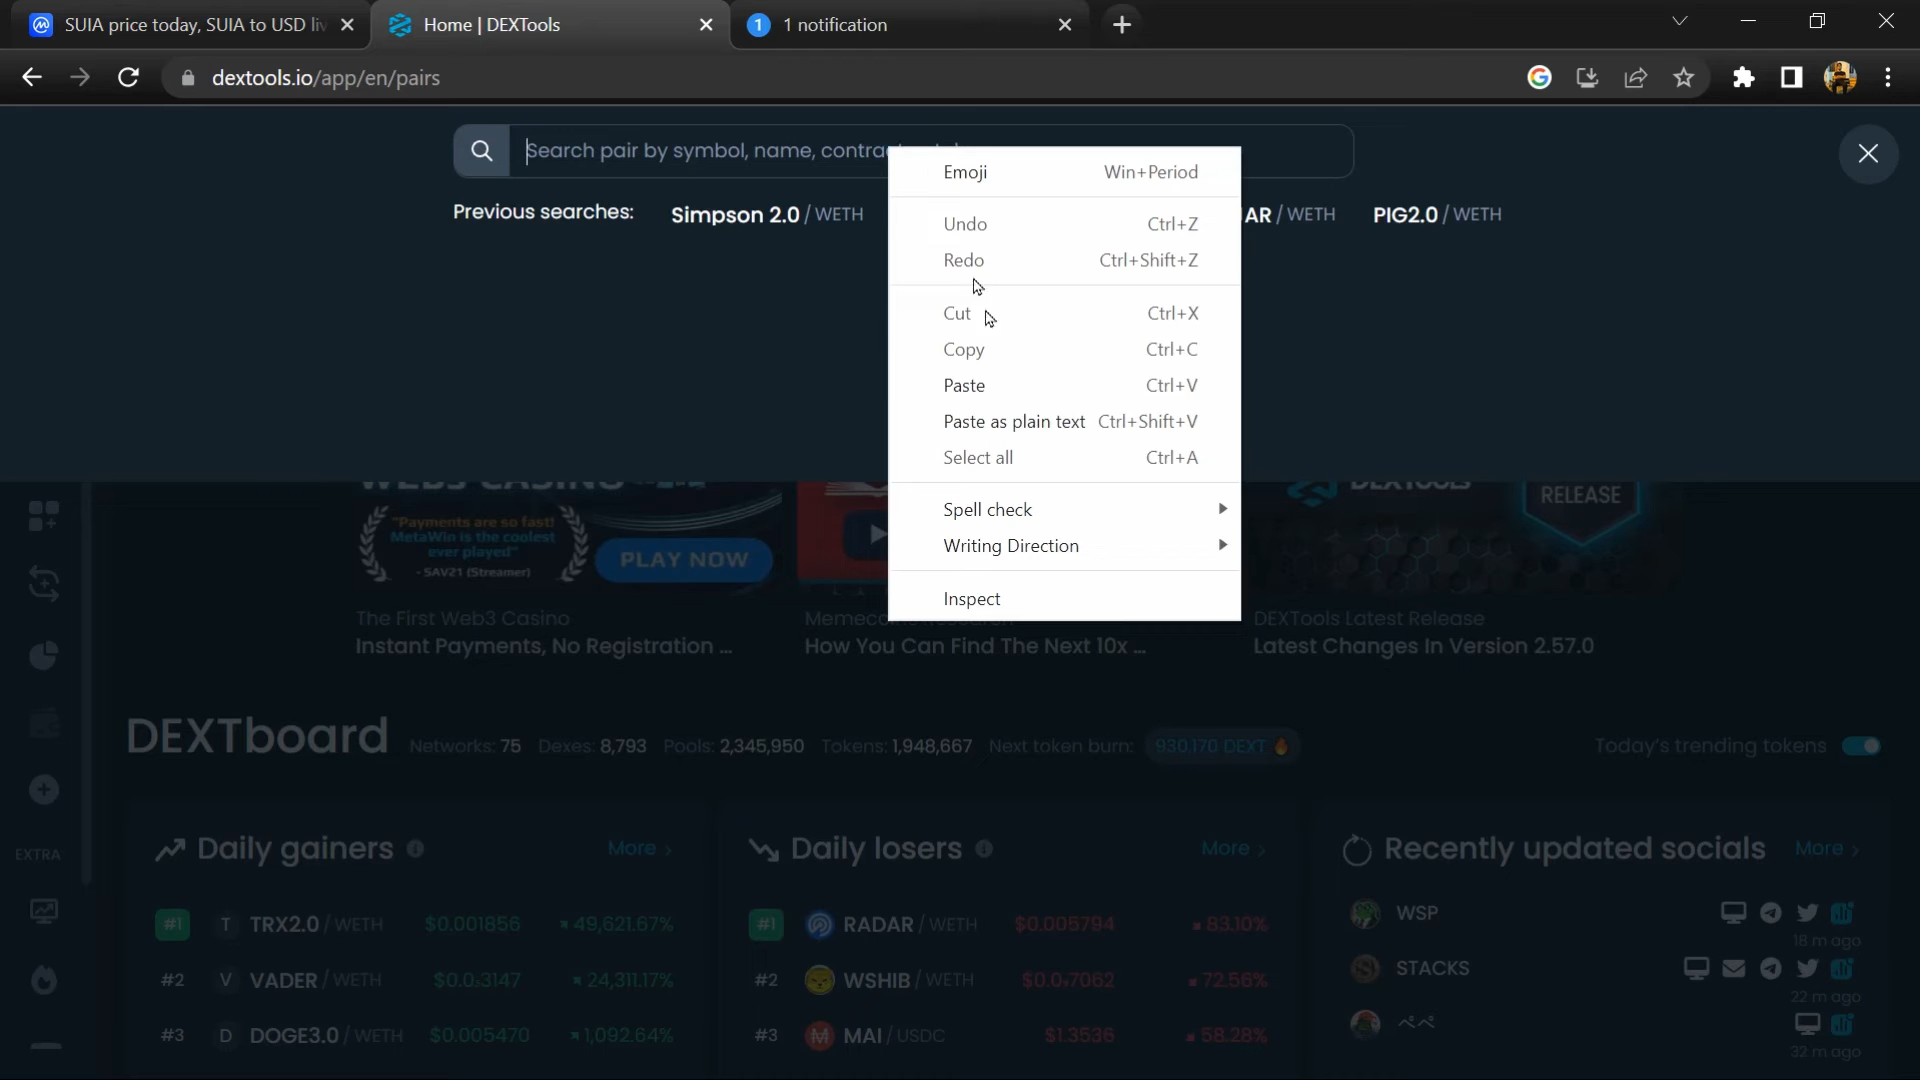 SUIA price today, SUIA to USD liv
Home | DEXTools
1 notification
dextools.io/app/en/pairs
Search pair by symbol, name, contra
Previous searches: Simpson 2.0 / WETH AR / WETH PIG2.0 / WETH
Emoji Win+Period
Undo Ctrl+Z
Redo Ctrl+Shift+Z
Cut Ctrl+X
Copy Ctrl+C
Paste Ctrl+V
Paste as plain text Ctrl+Shift+V
Select all Ctrl+A
Spell check
Writing Direction
Inspect
"Payments are so fast!
MetaWin is the coolest
ever played!"
- SAV21 (Streamer)
PLAY NOW
RELEASE
The First Web3 Casino
Instant Payments, No Registration ...
How You Can Find The Next 10x ...
DEXTools Latest Release
Latest Changes In Version 2.57.0
DEXTboard Networks: 75 Dexes: 8,793 Pools: 2,345,950 Tokens: 1,948,667 Next token burn: 930,170 DEXT
Today's trending tokens
EXTRA
Daily gainers More >
#1 T TRX2.0 / WETH $0.001856 49,621.67%
#2 V VADER / WETH $0.0₅3147 24,311.17%
#3 D DOGE3.0 / WETH $0.005470 1,092.64%
Daily losers More >
#1 RADAR / WETH $0.005794 83.10%
#2 WSHIB / WETH 72.56%
#3 MAI / USDC $1.3536 58.28%
Recently updated socials More >
WSP
18 m ago
STACKS
22 m ago
ぺぺ
32 m ago